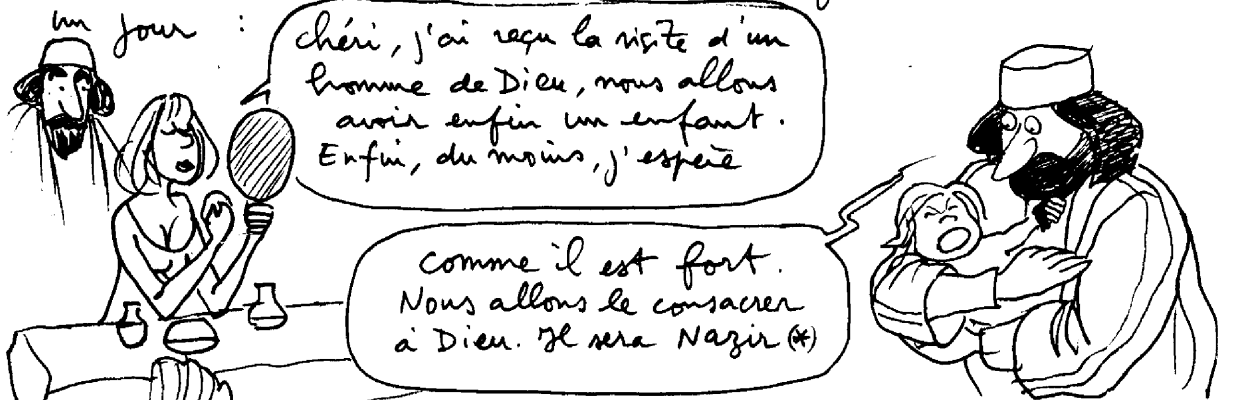 un jour :
chéri, j'ai reçu la visite d'un
homme de Dieu, nous allons
avoir enfin un enfant.
Enfin, du moins, j'espère
comme il est fort.
Nous allons le consacrer
à Dieu. Il sera Nazir (*)